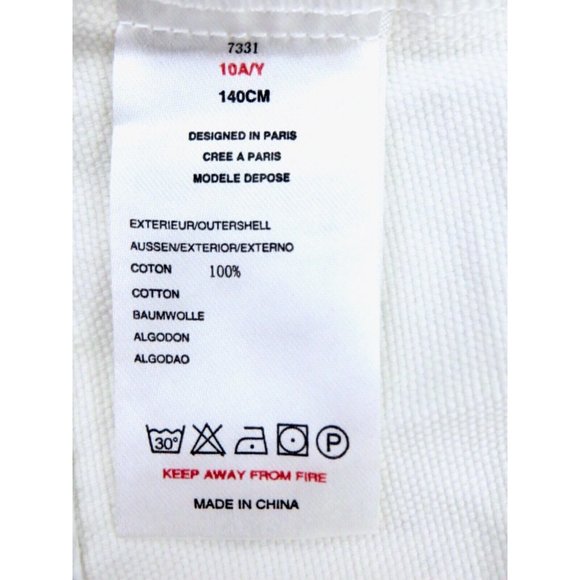 7331
10A/Y
140CM
DESIGNED IN PARIS
CREE A PARIS
MODELE DEPOSE
EXTERIEUR/OUTERSHELL
AUSSEN/EXTERIOR/EXTERNO
COTON 100%
COTTON
BAUMWOLLE
ALGODON
ALGODAO
30° P
KEEP AWAY FROM FIRE
MADE IN CHINA